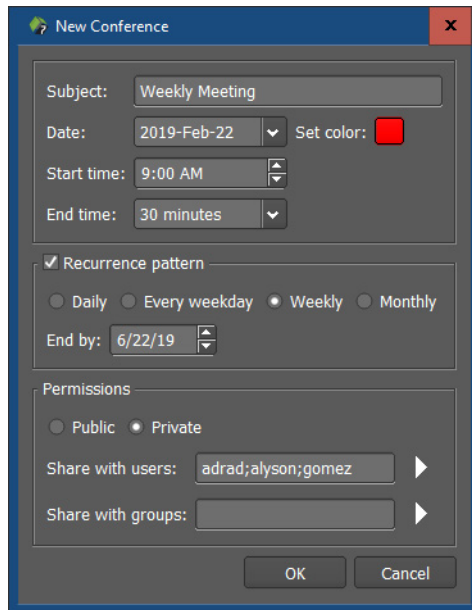 New Conference x
Subject: Weekly Meeting
Date: 2019-Feb-22 Set color:
Start time: 9:00 AM
End time: 30 minutes
Recurrence pattern
Daily Every weekday Weekly Monthly
End by: 6/22/19
Permissions
Public Private
Share with users: adrad;alyson;gomez
Share with groups:
OK Cancel